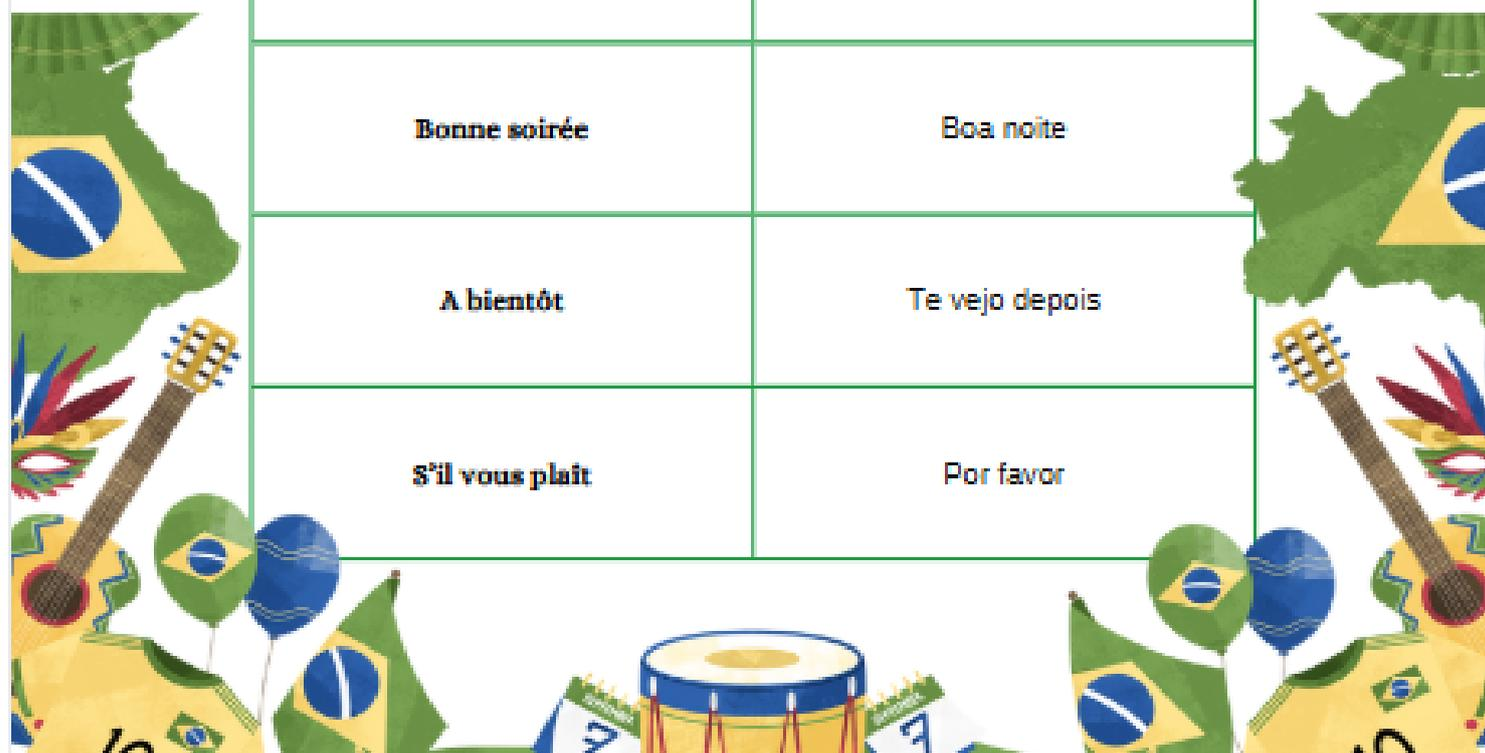 Bonne soirée
Boa noite
A bientôt
Te vejo depois
S'il vous plaît
Por favor